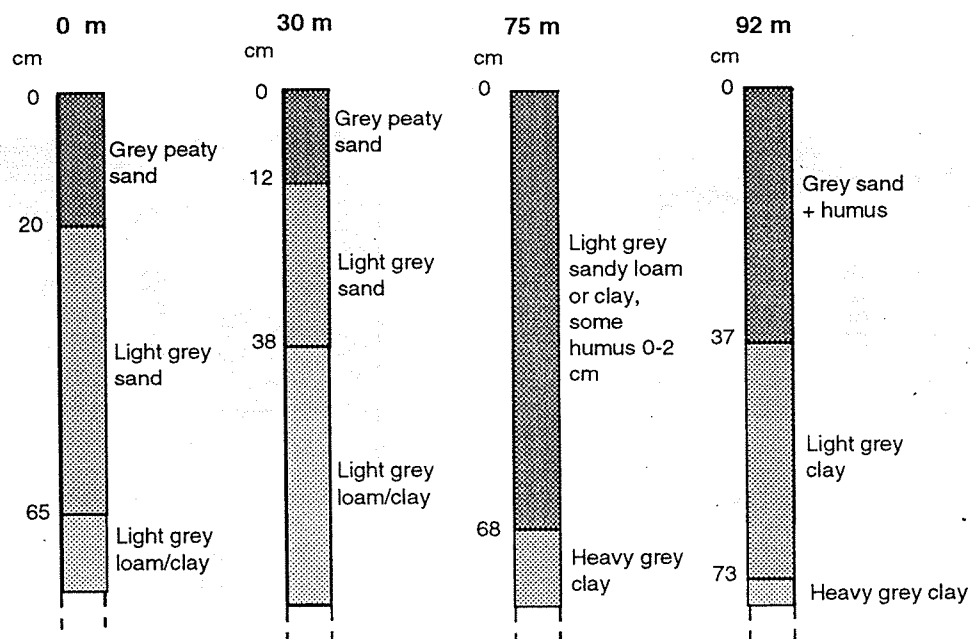 0 m
cm
0
Grey peaty
sand
20
Light grey
sand
65
Light grey
loam/clay
30 m
cm
0
Grey peaty
sand
12
Light grey
sand
38
Light grey
loam/clay
75 m
cm
0
Light grey
sandy loam
or clay,
some
humus 0-2
cm
68
Heavy grey
clay
92 m
cm
0
Grey sand
+ humus
37
Light grey
clay
73
Heavy grey clay